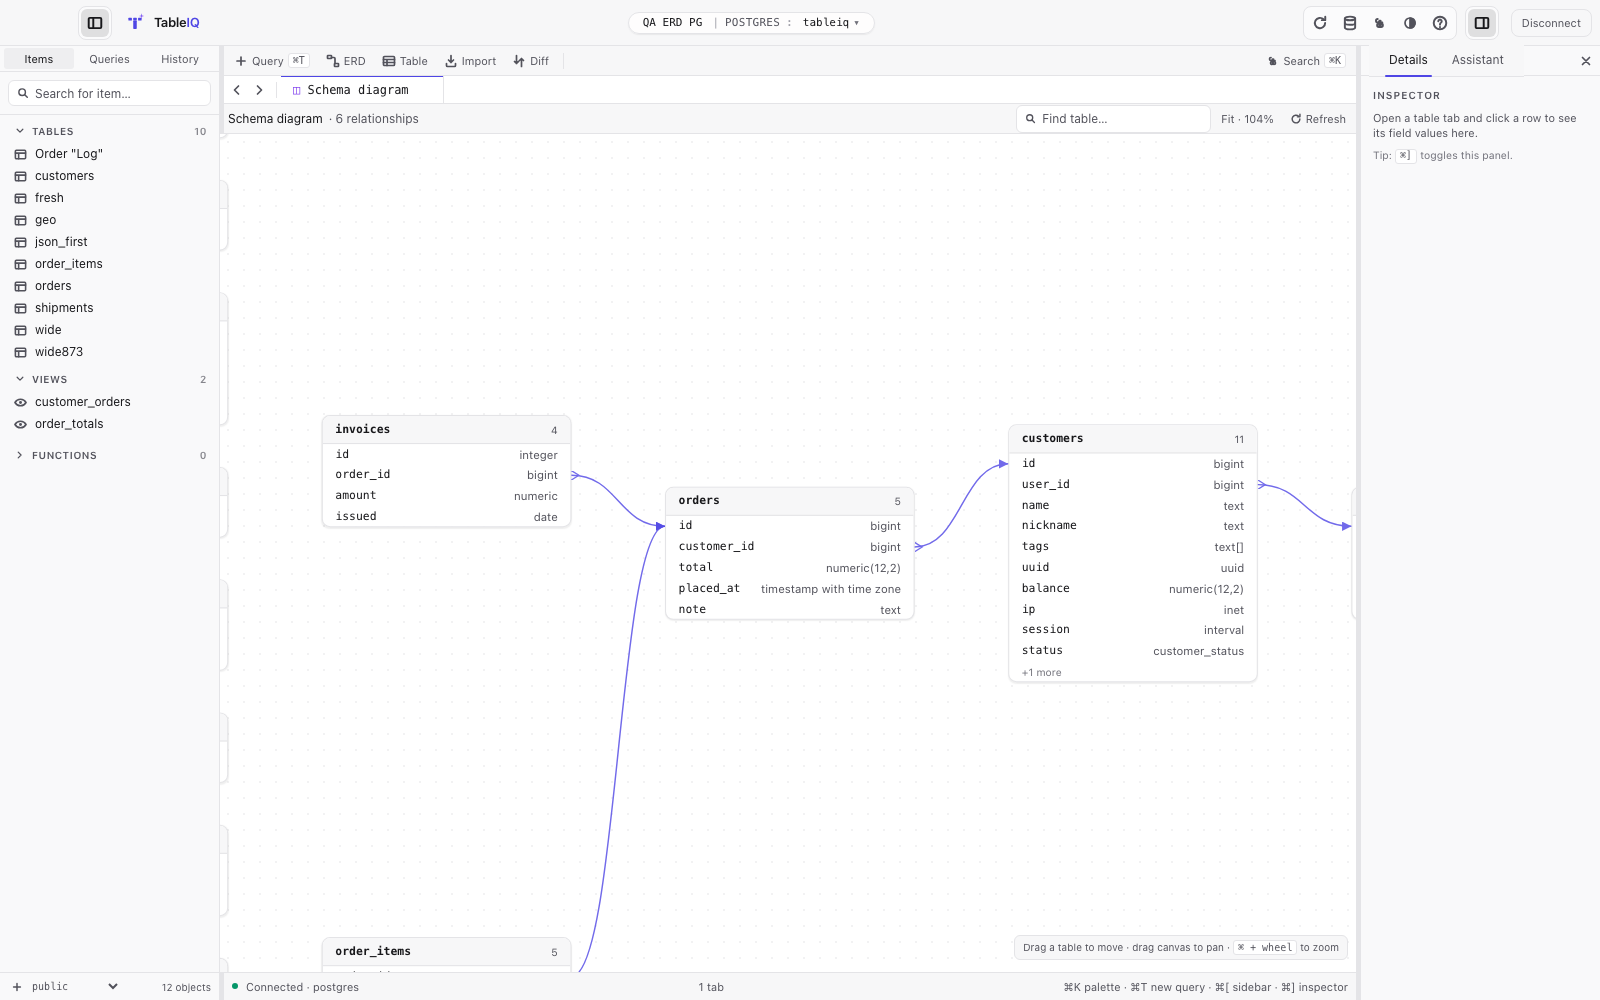 TableIQ
QA ERD PG | POSTGRES : tableiq ▾
Disconnect
Items Queries History
+ Query ⌘T ERD Table Import Diff
Search ⌘K
Details Assistant
Search for item...
Schema diagram
Schema diagram · 6 relationships
Find table...
Fit · 104% Refresh
INSPECTOR
Open a table tab and click a row to see
its field values here.
Tip: ⌘] toggles this panel.
TABLES 10
Order "Log"
customers
fresh
geo
json_first
order_items
orders
shipments
wide
wide873
VIEWS 2
customer_orders
order_totals
FUNCTIONS 0
invoices 4
id integer
order_id bigint
amount numeric
issued date
orders 5
id bigint
customer_id bigint
total numeric(12,2)
placed_at timestamp with time zone
note text
customers 11
id bigint
user_id bigint
name text
nickname text
tags text[]
uuid uuid
balance numeric(12,2)
ip inet
session interval
status customer_status
+1 more
order_items 5
Drag a table to move · drag canvas to pan · ⌘ + wheel to zoom
+ public 12 objects
Connected · postgres
1 tab
⌘K palette · ⌘T new query · ⌘[ sidebar · ⌘] inspector